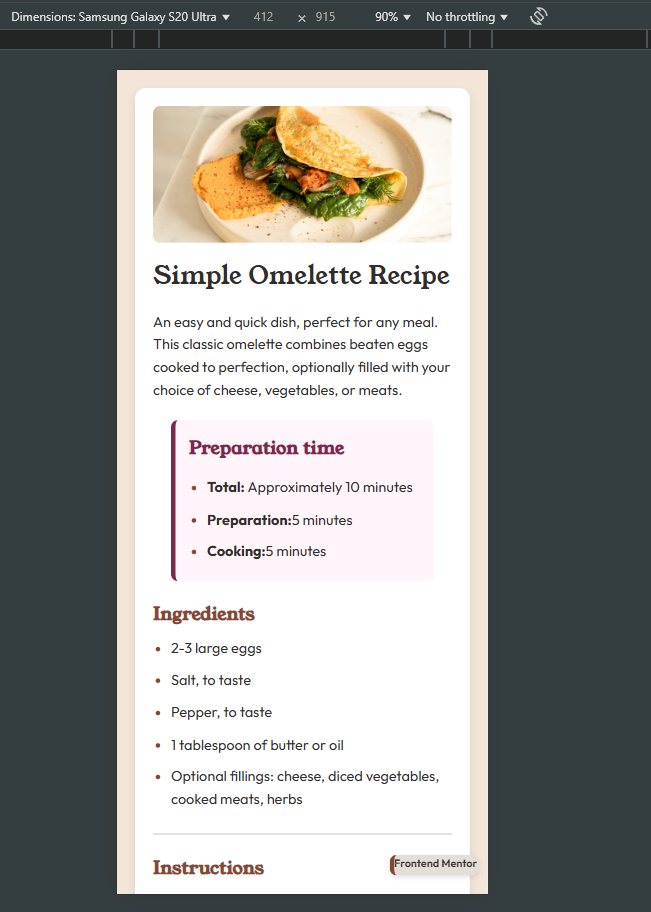 Dimensions: Samsung Galaxy S20 Ultra 412 × 915 90% No throttling
Simple Omelette Recipe
An easy and quick dish, perfect for any meal.
This classic omelette combines beaten eggs
cooked to perfection, optionally filled with your
choice of cheese, vegetables, or meats.
Preparation time
• Total: Approximately 10 minutes
• Preparation:5 minutes
• Cooking:5 minutes
Ingredients
• 2-3 large eggs
• Salt, to taste
• Pepper, to taste
• 1 tablespoon of butter or oil
• Optional fillings: cheese, diced vegetables,
cooked meats, herbs
Instructions
Frontend Mentor